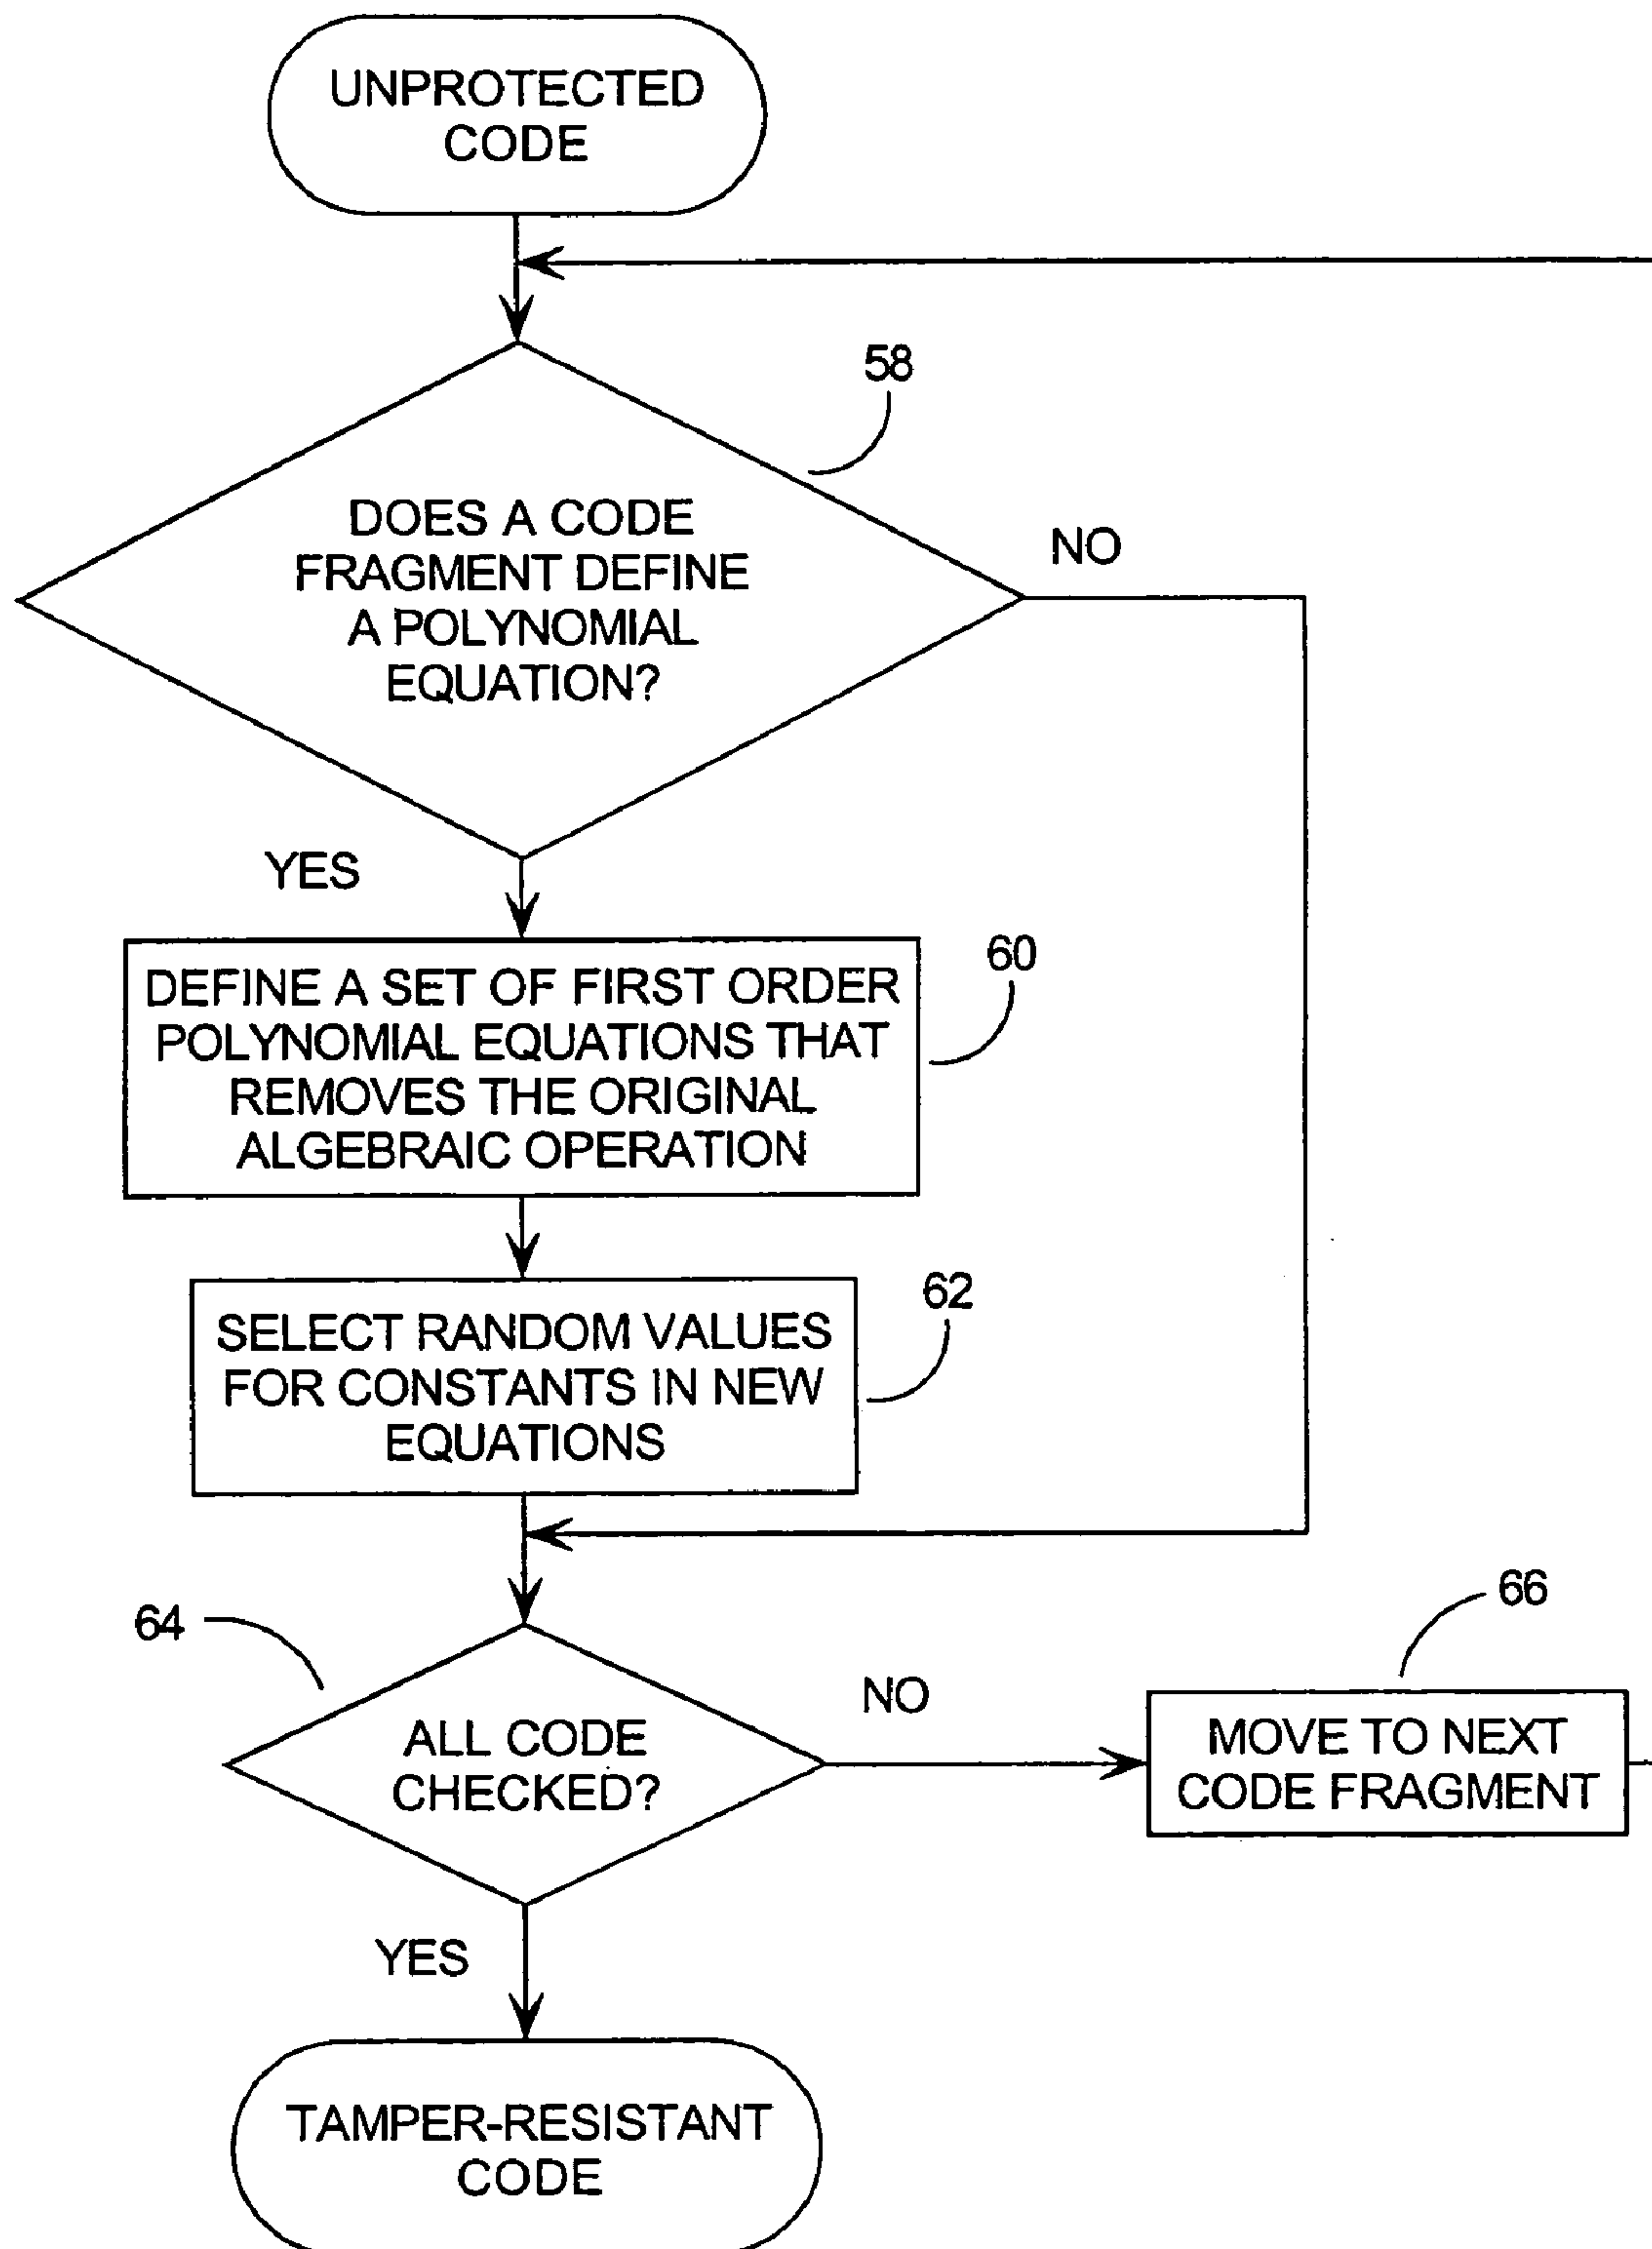 UNPROTECTED
CODE
58
DOES A CODE
FRAGMENT DEFINE
A POLYNOMIAL
EQUATION?
NO
YES
60
DEFINE A SET OF FIRST ORDER
POLYNOMIAL EQUATIONS THAT
REMOVES THE ORIGINAL
ALGEBRAIC OPERATION
62
SELECT RANDOM VALUES
FOR CONSTANTS IN NEW
EQUATIONS
64
ALL CODE
CHECKED?
NO
66
MOVE TO NEXT
CODE FRAGMENT
YES
TAMPER-RESISTANT
CODE